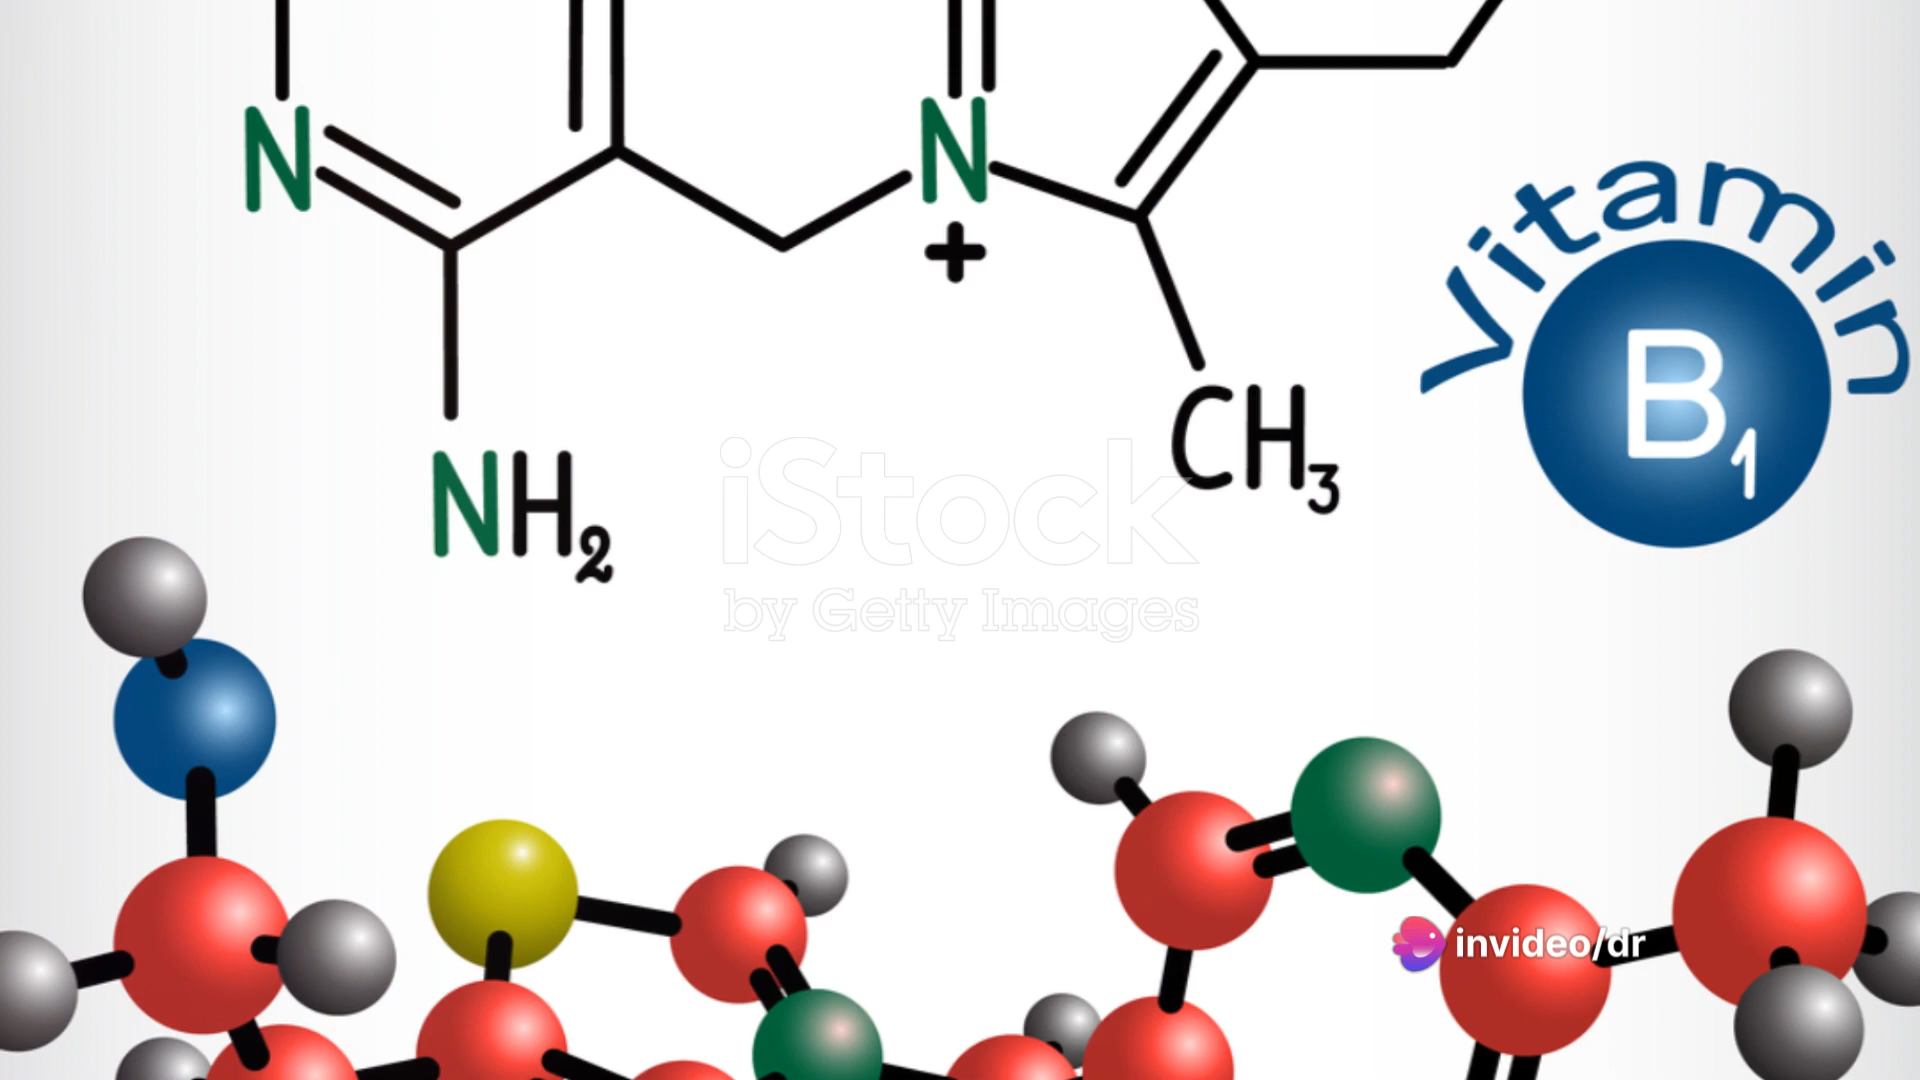 N
N
+
NH2
CH3
Vitamin
B1
iStock
by Getty Images
invideo/dr